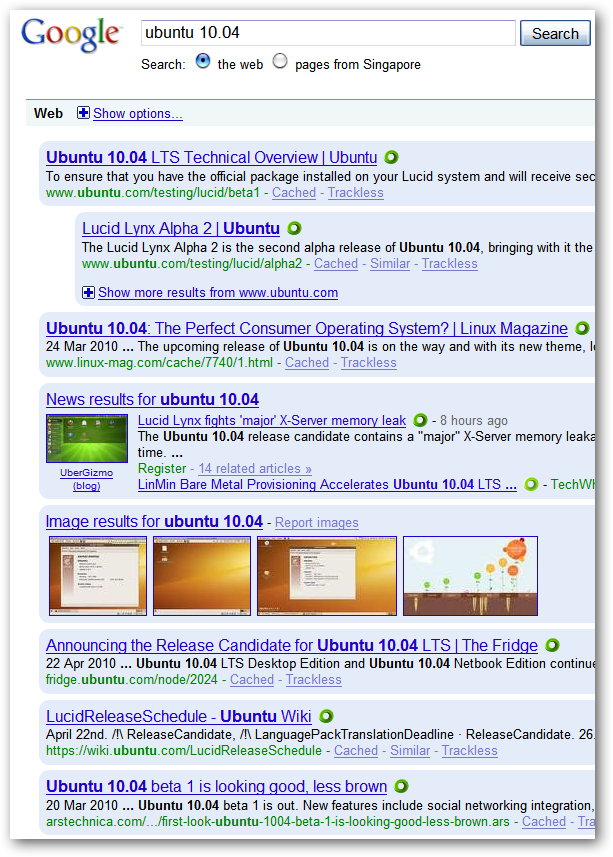 Google
ubuntu 10.04
Search
Search: the web pages from Singapore
Web Show options...
Ubuntu 10.04 LTS Technical Overview | Ubuntu
To ensure that you have the official package installed on your Lucid system and will receive sec
www.ubuntu.com/testing/lucid/beta1 - Cached - Trackless
Lucid Lynx Alpha 2 | Ubuntu
The Lucid Lynx Alpha 2 is the second alpha release of Ubuntu 10.04, bringing with it the
www.ubuntu.com/testing/lucid/alpha2 - Cached - Similar - Trackless
Show more results from www.ubuntu.com
Ubuntu 10.04: The Perfect Consumer Operating System? | Linux Magazine
24 Mar 2010 ... The upcoming release of Ubuntu 10.04 is on the way and with its new theme, l
www.linux-mag.com/cache/7740/1.html - Cached - Trackless
News results for ubuntu 10.04
Lucid Lynx fights 'major' X-Server memory leak - 8 hours ago
The Ubuntu 10.04 release candidate contains a "major" X-Server memory leaka
time. ...
Register - 14 related articles »
LinMin Bare Metal Provisioning Accelerates Ubuntu 10.04 LTS ... - TechWh
UberGizmo
(blog)
Image results for ubuntu 10.04 - Report images
Announcing the Release Candidate for Ubuntu 10.04 LTS | The Fridge
22 Apr 2010 ... Ubuntu 10.04 LTS Desktop Edition and Ubuntu 10.04 Netbook Edition continue
fridge.ubuntu.com/node/2024 - Cached - Trackless
LucidReleaseSchedule - Ubuntu Wiki
April 22nd. /!\ ReleaseCandidate, /!\ LanguagePackTranslationDeadline · ReleaseCandidate. 26.
https://wiki.ubuntu.com/LucidReleaseSchedule - Cached - Similar - Trackless
Ubuntu 10.04 beta 1 is looking good, less brown
20 Mar 2010 ... Ubuntu 10.04 beta 1 is out. New features include social networking integration,
arstechnica.com/.../first-look-ubuntu-1004-beta-1-is-looking-good-less-brown.ars - Cached - Tra